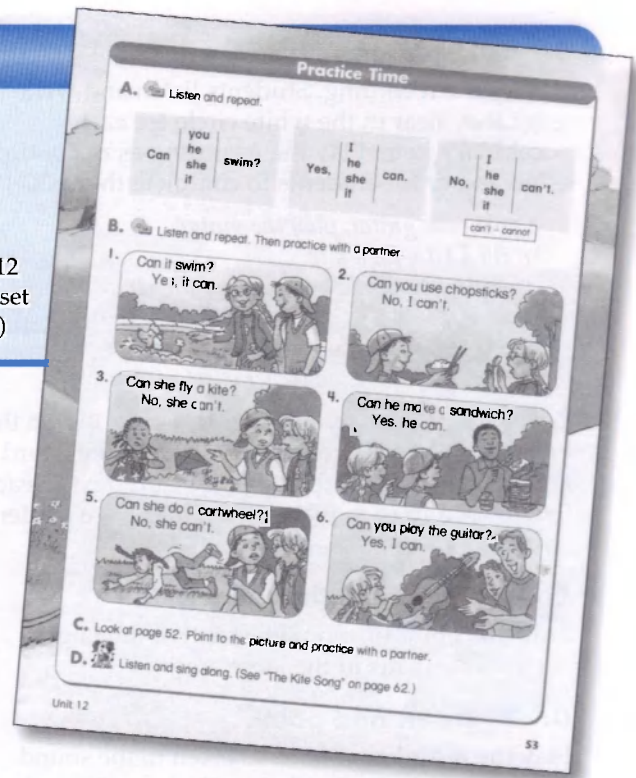 12
set
)
Practice Time
A. Listen and repeat.
Can you he she it swim?
Yes, I he she it can.
No, I he she it can't.
can't = cannot
B. Listen and repeat. Then practice with a partner
1. Can it swim?
Yes, it can.
2. Can you use chopsticks?
No, I can't.
3. Can she fly a kite?
No, she can't.
4. Can he make a sandwich?
Yes. he can.
5. Can she do a cartwheel?
No, she can't.
6. Can you play the guitar?
Yes, I can.
C. Look at page 52. Point to the picture and practice with a partner.
D. Listen and sing along. (See "The Kite Song" on page 62.)
Unit 12
53